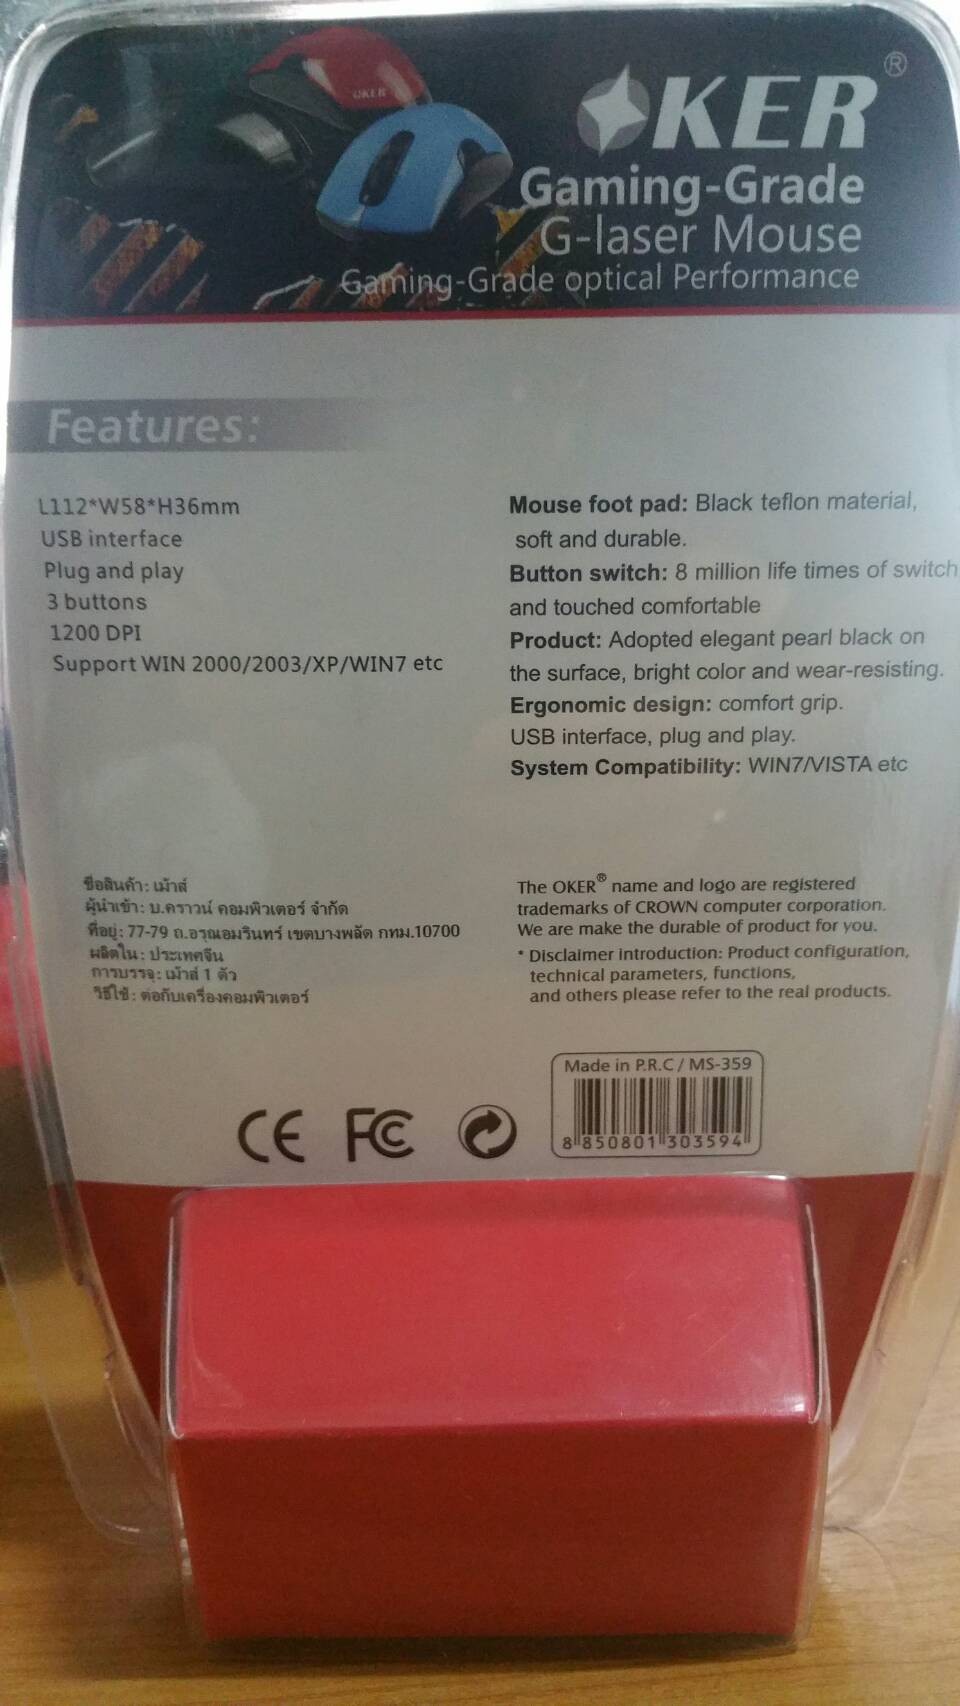 OKER®
OKER
Gaming-Grade
G-laser Mouse
Gaming-Grade optical Performance
Features:
L112*W58*H36mm
USB interface
Plug and play
3 buttons
1200 DPI
Support WIN 2000/2003/XP/WIN7 etc
Mouse foot pad: Black teflon material,
soft and durable.
Button switch: 8 million life times of switch
and touched comfortable
Product: Adopted elegant pearl black on
the surface, bright color and wear-resisting.
Ergonomic design: comfort grip.
USB interface, plug and play.
System Compatibility: WIN7/VISTA etc
ชื่อสินค้า: เม้าส์
ผู้นำเข้า: บ.คราวน์ คอมพิวเตอร์ จำกัด
ที่อยู่: 77-79 ถ.อรุณอมรินทร์ เขตบางพลัด กทม.10700
ผลิตใน: ประเทศจีน
การบรรจุ: เม้าส์ 1 ตัว
วิธีใช้: ต่อกับเครื่องคอมพิวเตอร์
The OKER® name and logo are registered
trademarks of CROWN computer corporation.
We are make the durable of product for you.
* Disclaimer introduction: Product configuration,
technical parameters, functions,
and others please refer to the real products.
CE FC
Made in P.R.C / MS-359
8 850801 303594